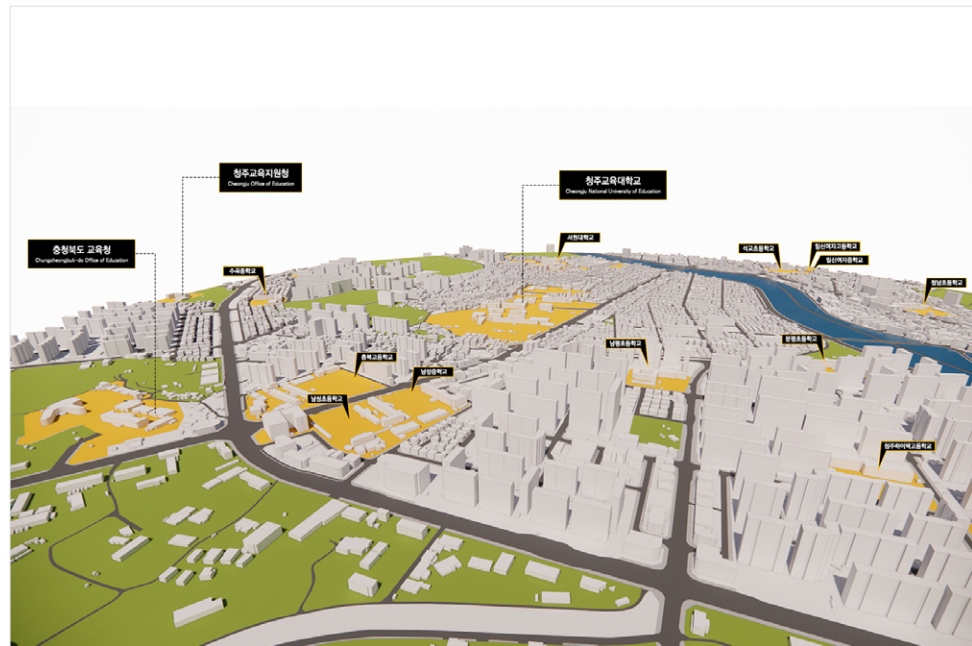 청주교육지원청
Cheongju Office of Education
청주교육대학교
Cheongju National University of Education
충청북도 교육청
Chungcheongbuk-do Office of Education
서원대학교
석교초등학교
일신여자고등학교
일신여자중학교
수곡중학교
청남초등학교
남평초등학교
분평초등학교
충북고등학교
남성중학교
남성초등학교
청주하이텍고등학교